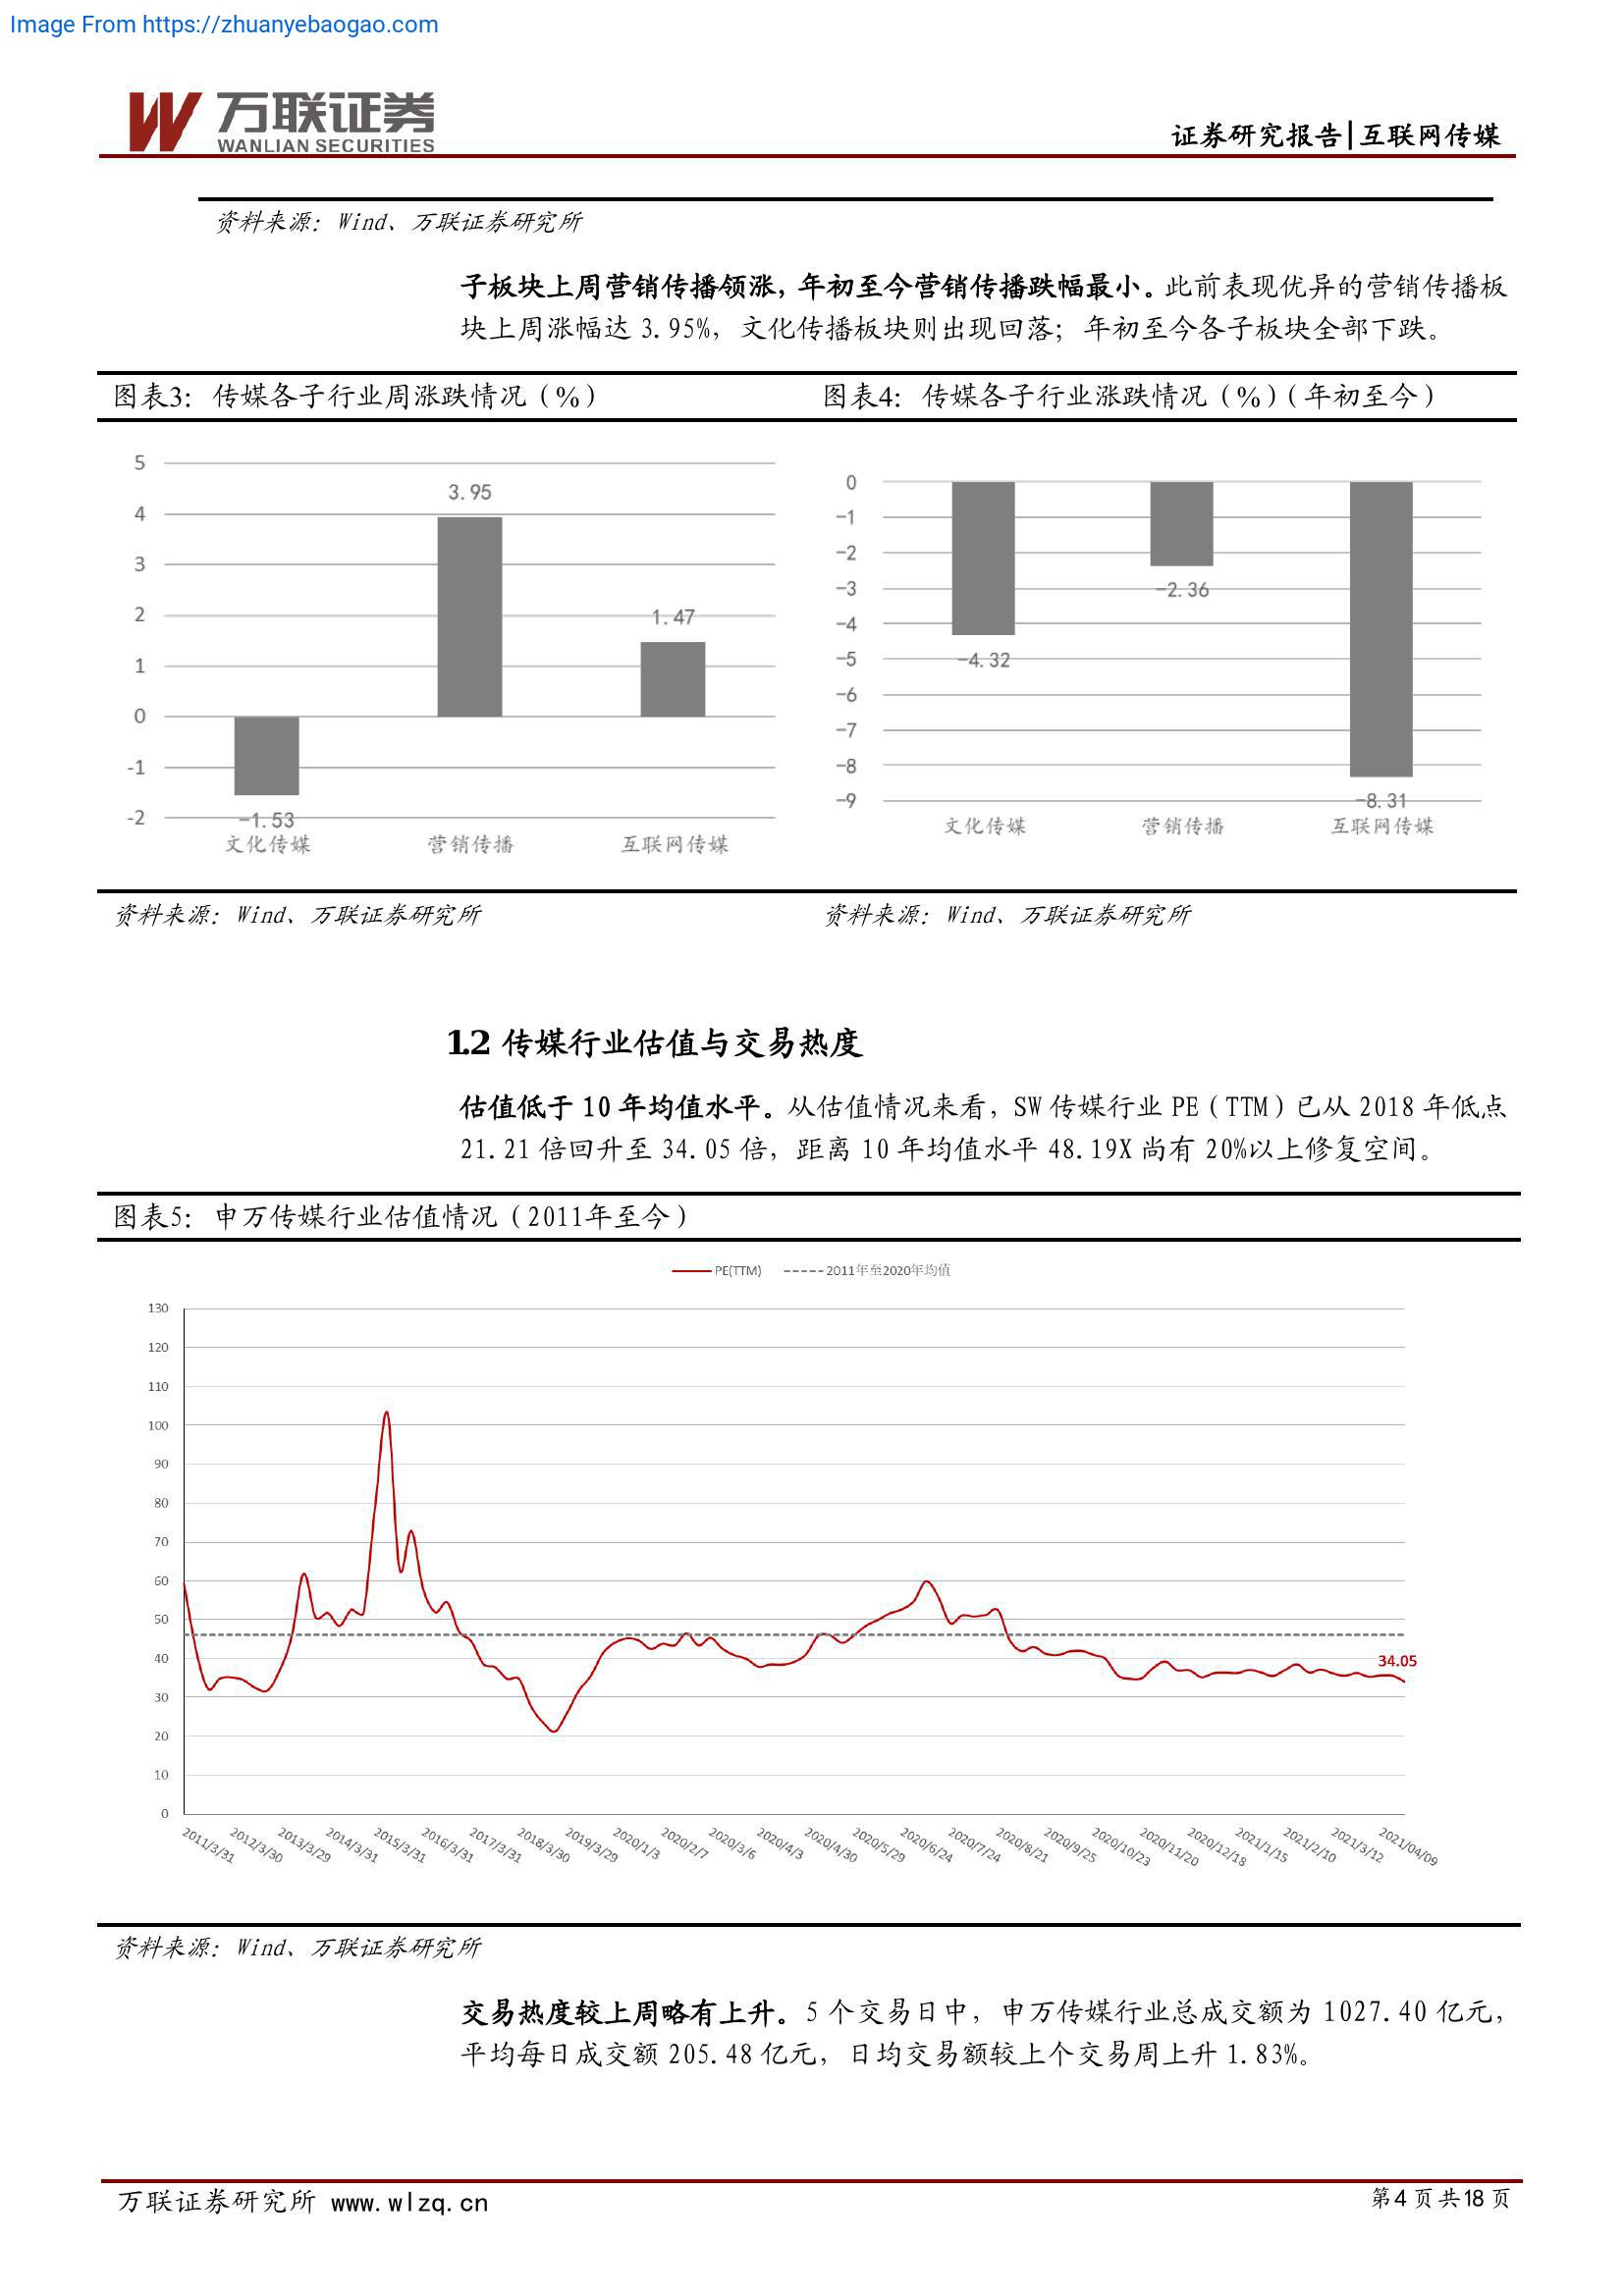 Image From https://zhuanyebaogao.com
万联证券
WANLIAN SECURITIES
证券研究报告|互联网传媒
资料来源：Wind、万联证券研究所
子板块上周营销传播领涨，年初至今营销传播跌幅最小。此前表现优异的营销传播板
块上周涨幅达 3.95%，文化传播板块则出现回落；年初至今各子板块全部下跌。
图表3：传媒各子行业周涨跌情况（%）
5
4
3
2
1
0
-1
-2
3.95
1.47
-1.53
文化传媒
营销传播
互联网传媒
资料来源：Wind、万联证券研究所
图表4：传媒各子行业涨跌情况（%）（年初至今）
0
-1
-2
-3
-4
-5
-6
-7
-8
-9
-2.36
-4.32
-8.31
文化传媒
营销传播
互联网传媒
资料来源：Wind、万联证券研究所
1.2 传媒行业估值与交易热度
估值低于 10 年均值水平。从估值情况来看，SW 传媒行业 PE（TTM）已从 2018 年低点
21.21 倍回升至 34.05 倍，距离 10 年均值水平 48.19X 尚有 20%以上修复空间。
图表5：申万传媒行业估值情况（2011年至今）
PE(TTM)
2011年至2020年均值
130
120
110
100
90
80
70
60
50
40
30
20
10
0
34.05
2011/3/31
2012/3/30
2013/3/29
2014/3/31
2015/3/31
2016/3/31
2017/3/31
2018/3/30
2019/3/29
2020/1/3
2020/2/7
2020/3/6
2020/4/3
2020/4/30
2020/5/29
2020/6/24
2020/7/24
2020/8/21
2020/9/25
2020/10/23
2020/11/20
2020/12/18
2021/1/15
2021/2/10
2021/3/12
2021/04/09
资料来源：Wind、万联证券研究所
交易热度较上周略有上升。5 个交易日中，申万传媒行业总成交额为 1027.40 亿元，
平均每日成交额 205.48 亿元，日均交易额较上个交易周上升 1.83%。
万联证券研究所 www.wlzq.cn
第4 页 共18 页